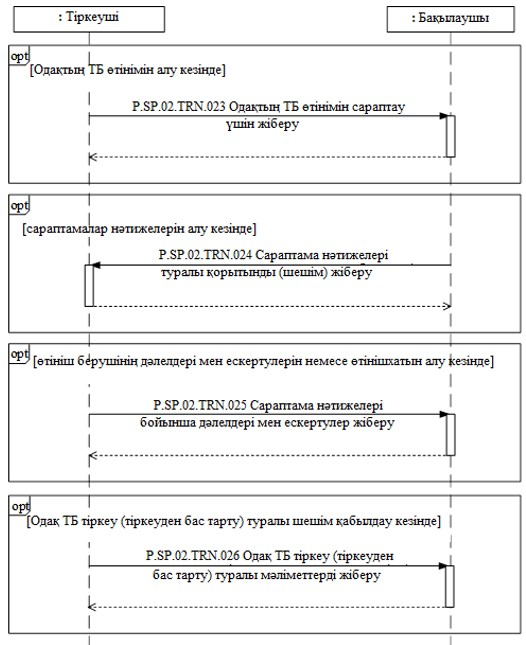 : Тіркеуші
: Бақылаушы
opt
[Одақтың ТБ өтінімін алу кезінде]
P.SP.02.TRN.023 Одақтың ТБ өтінімін сараптау
үшін жіберу
opt
[сараптамалар нәтижелерін алу кезінде]
P.SP.02.TRN.024 Сараптама нәтижелері
туралы қорытынды (шешім) жіберу
opt
[өтініш берушінің дәлелдері мен ескертулерін немесе өтінішхатын алу кезінде]
P.SP.02.TRN.025 Сараптама нәтижелері
бойынша дәлелдері мен ескертулер жіберу
opt
[Одақ ТБ тіркеу (тіркеуден бас тарту) туралы шешім қабылдау кезінде]
P.SP.02.TRN.026 Одақ ТБ тіркеу (тіркеуден
бас тарту) туралы мәліметтерді жіберу